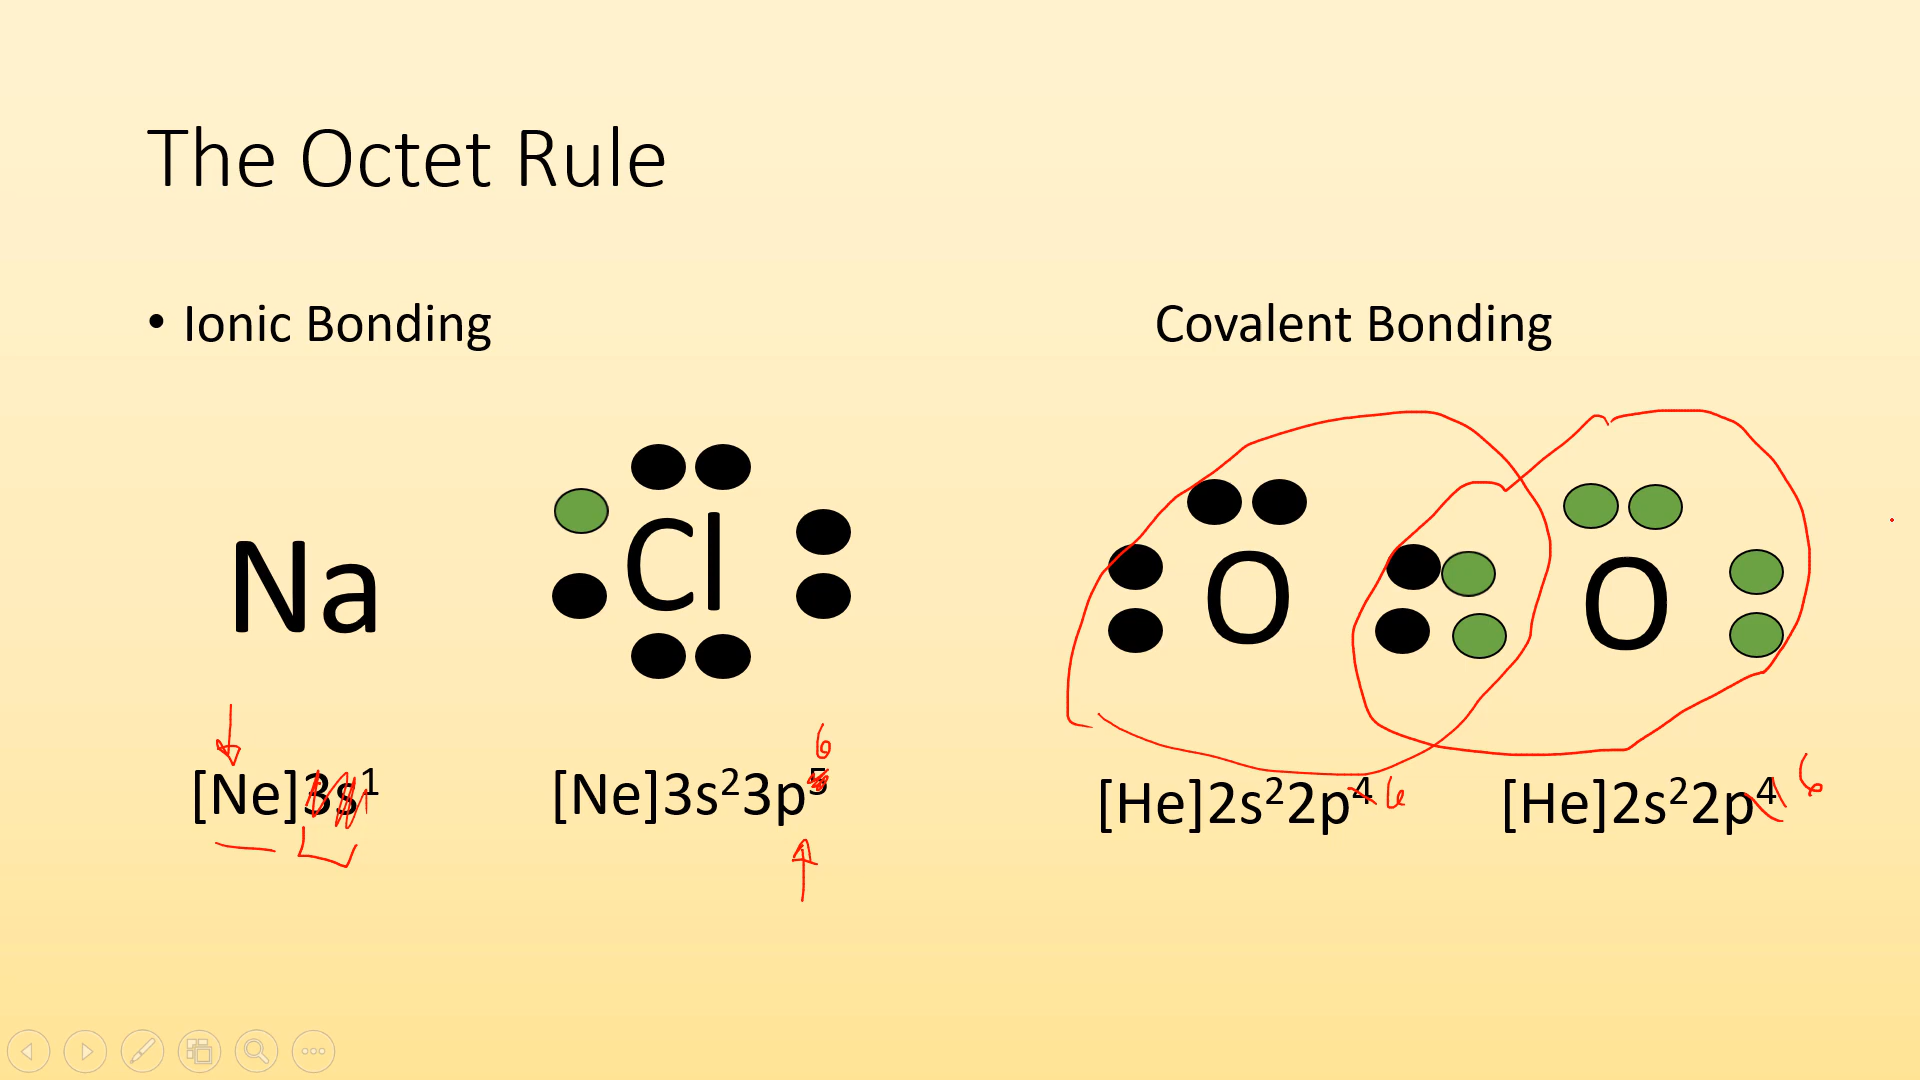 The Octet Rule
• Ionic Bonding
Covalent Bonding
Na
Cl
O
O
6
[Ne]3s¹
[Ne]3s²3p⁵
[He]2s²2p⁴ 6
[He]2s²2p⁴ 6